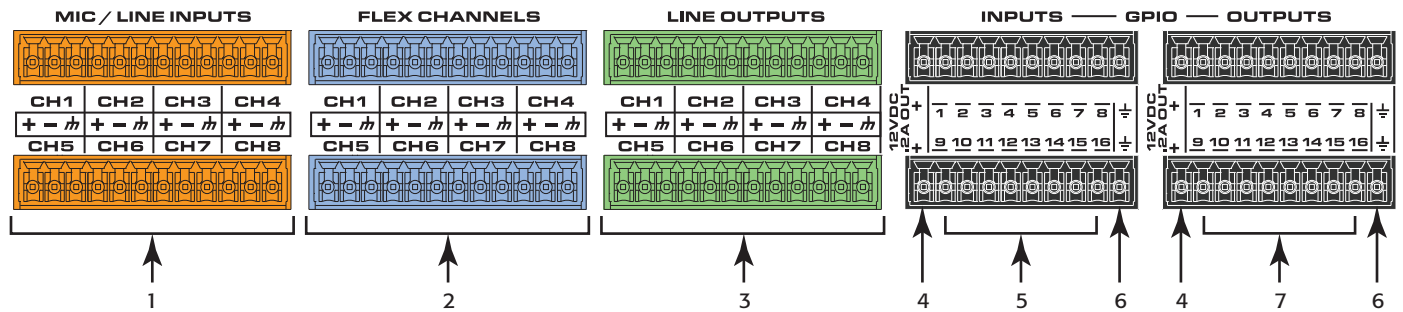 MIC / LINE INPUTS FLEX CHANNELS LINE OUTPUTS INPUTS GPIO OUTPUTS
CH1 CH2 CH3 CH4 CH1 CH2 CH3 CH4 CH1 CH2 CH3 CH4
+ - + - + - + - + - + - + - + - + - + - + - + -
CH5 CH6 CH7 CH8 CH5 CH6 CH7 CH8 CH5 CH6 CH7 CH8
12VDC
.2A OUT
+ 1 2 3 4 5 6 7 8
+ 9 10 11 12 13 14 15 16
12VDC
.2A OUT
+ 1 2 3 4 5 6 7 8
+ 9 10 11 12 13 14 15 16
1 2 3 4 5 6 4 7 6